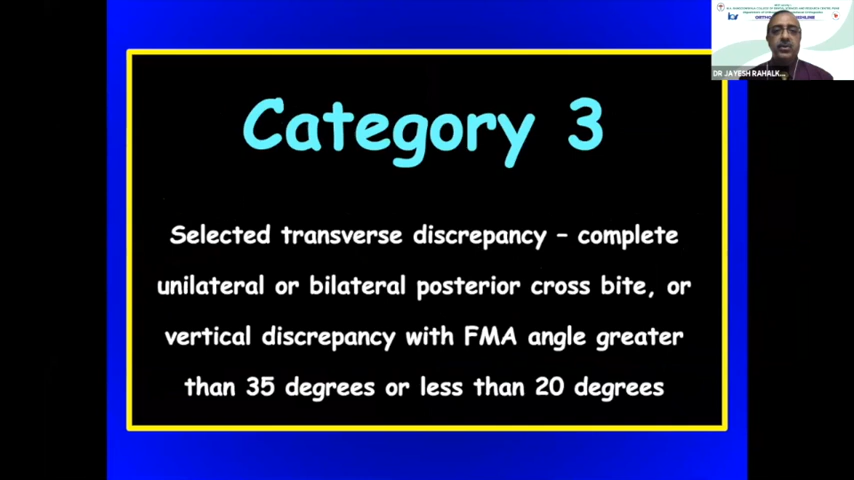 Category 3
Selected transverse discrepancy – complete
unilateral or bilateral posterior cross bite, or
vertical discrepancy with FMA angle greater
than 35 degrees or less than 20 degrees
DR JAYESH RAHALK...